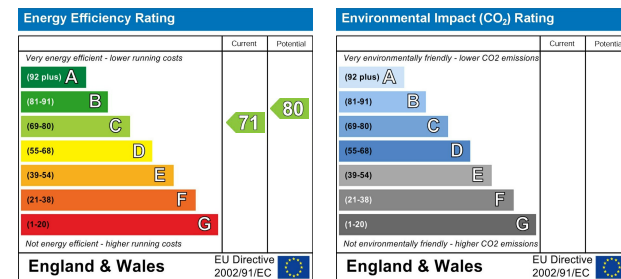 Energy Efficiency Rating
Current Potential
Very energy efficient - lower running costs
(92 plus) A
(81-91) B
(69-80) C
(55-68) D
(39-54) E
(21-38) F
(1-20) G
71
80
Not energy efficient - higher running costs
England & Wales
EU Directive
2002/91/EC
Environmental Impact (CO₂) Rating
Current Potential
Very environmentally friendly - lower CO2 emissions
(92 plus) A
(81-91) B
(69-80) C
(55-68) D
(39-54) E
(21-38) F
(1-20) G
Not environmentally friendly - higher CO2 emissions
England & Wales
EU Directive
2002/91/EC